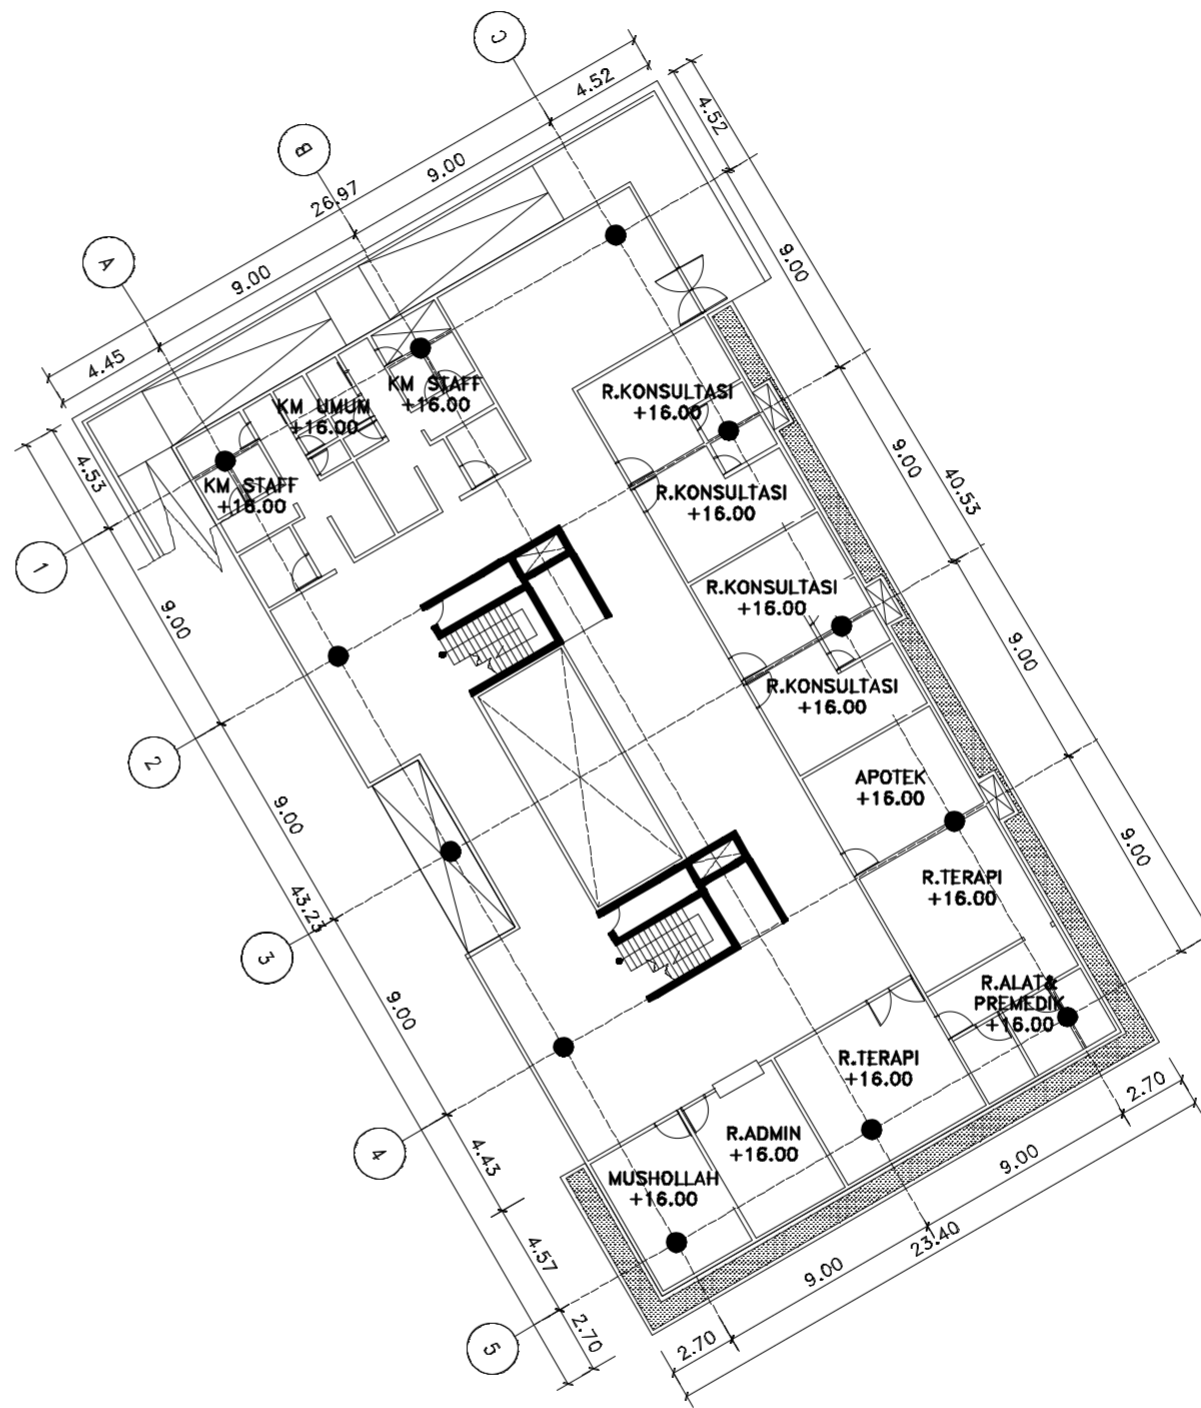 C
4.52
4.52
B
9.00
26.97
9.00
A
9.00
4.45
9.00
KM STAFF
+16.00
KM UMUM
+16.00
R.KONSULTASI
+16.00
4.53
KM STAFF
+16.00
R.KONSULTASI
+16.00
9.00
40.53
1
9.00
R.KONSULTASI
+16.00
9.00
R.KONSULTASI
+16.00
2
9.00
APOTEK
+16.00
9.00
43.23
R.TERAPI
+16.00
3
9.00
R.ALAT&
PREMEDIK
+16.00
R.TERAPI
+16.00
2.70
4
4.43
R.ADMIN
+16.00
9.00
MUSHOLLAH
+16.00
23.40
4.57
9.00
5
2.70
2.70